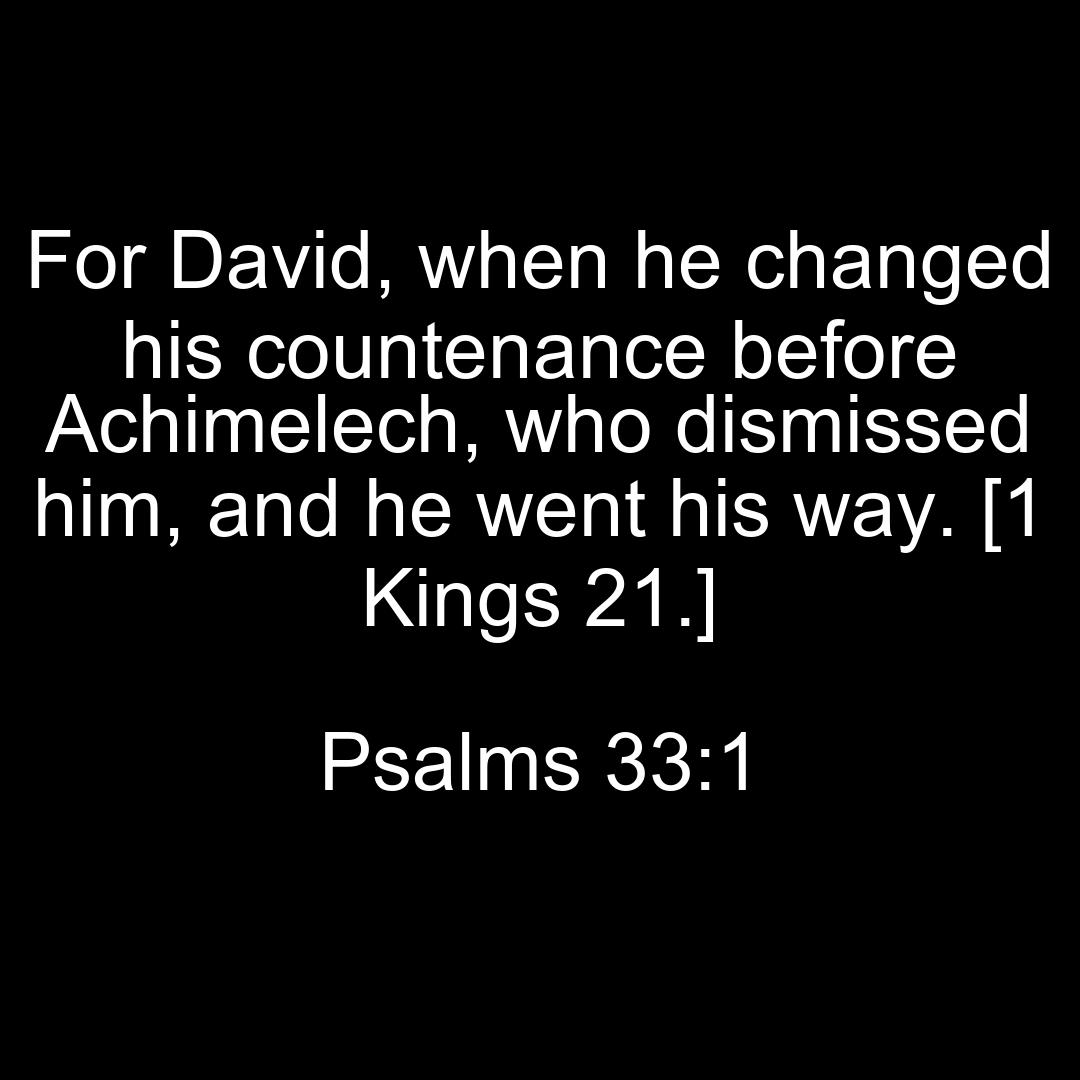 For David, when he changed
his countenance before
Achimelech, who dismissed
him, and he went his way. [1
Kings 21.]
Psalms 33:1